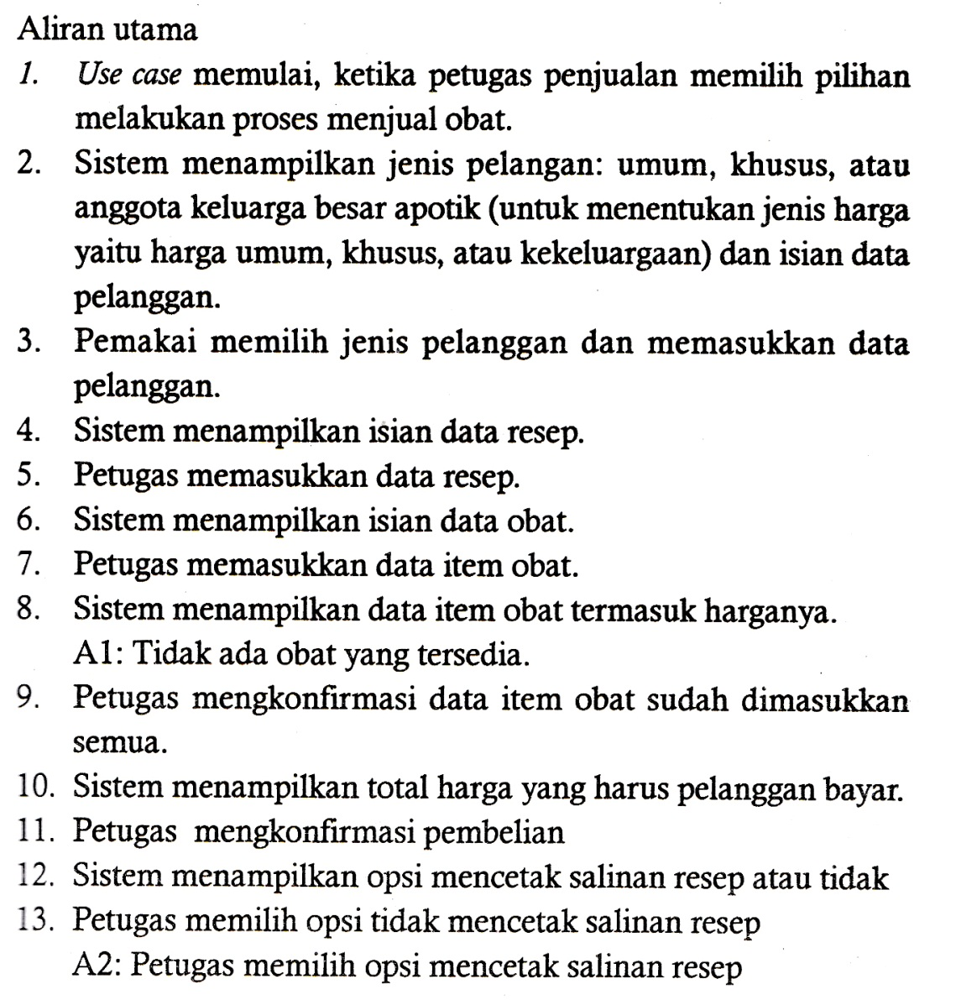 Aliran utama
1. Use case memulai, ketika petugas penjualan memilih pilihan
melakukan proses menjual obat.
2. Sistem menampilkan jenis pelangan: umum, khusus, atau
anggota keluarga besar apotik (untuk menentukan jenis harga
yaitu harga umum, khusus, atau kekeluargaan) dan isian data
pelanggan.
3. Pemakai memilih jenis pelanggan dan memasukkan data
pelanggan.
4. Sistem menampilkan isian data resep.
5. Petugas memasukkan data resep.
6. Sistem menampilkan isian data obat.
7. Petugas memasukkan data item obat.
8. Sistem menampilkan data item obat termasuk harganya.
A1: Tidak ada obat yang tersedia.
9. Petugas mengkonfirmasi data item obat sudah dimasukkan
semua.
10. Sistem menampilkan total harga yang harus pelanggan bayar.
11. Petugas mengkonfirmasi pembelian
12. Sistem menampilkan opsi mencetak salinan resep atau tidak
13. Petugas memilih opsi tidak mencetak salinan resep
A2: Petugas memilih opsi mencetak salinan resep